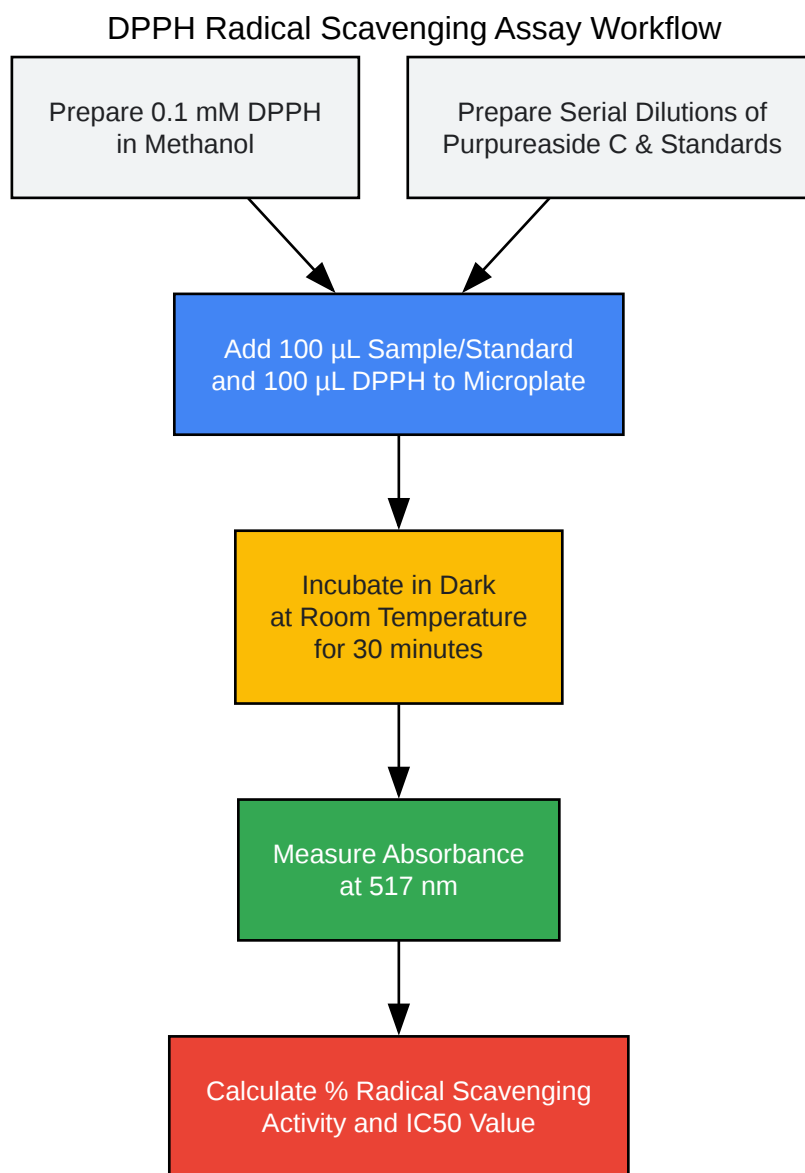 DPPH Radical Scavenging Assay Workflow
Prepare 0.1 mM DPPH
in Methanol
Prepare Serial Dilutions of
Purpureaside C & Standards
Add 100 µL Sample/Standard
and 100 µL DPPH to Microplate
Incubate in Dark
at Room Temperature
for 30 minutes
Measure Absorbance
at 517 nm
Calculate % Radical Scavenging
Activity and IC50 Value